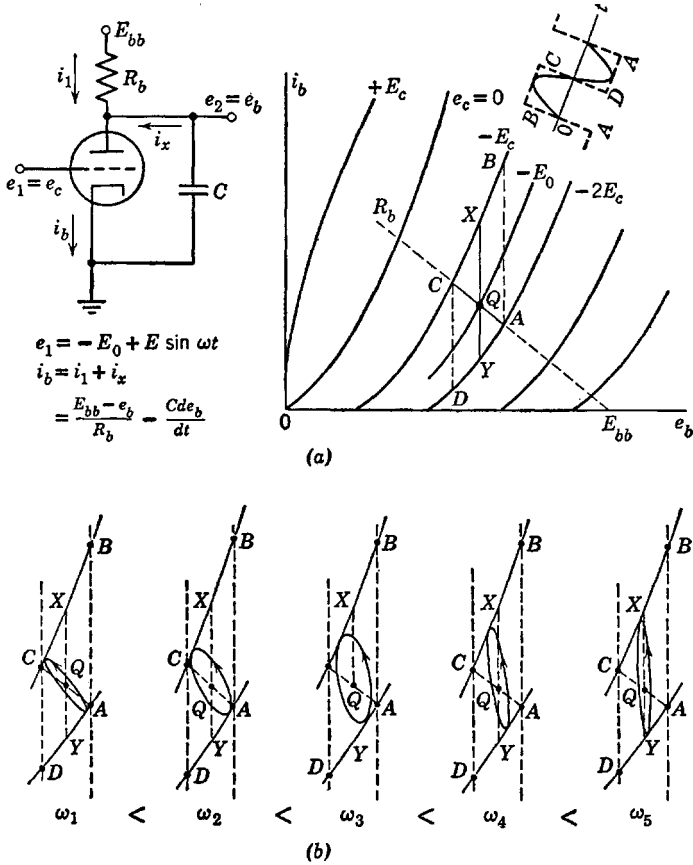 E_bb
i_1
R_b
e_2 = e_b
i_x
e_1 = e_c
C
i_b
e_1 = −E_0 + E sin ωt
i_b = i_1 + i_x
= (E_bb − e_b)/R_b − C de_b/dt
i_b
+E_c
e_c = 0
−E_c
−E_0
−2E_c
R_b
B
X
C
Q
A
Y
D
0
E_bb
e_b
t
A
C
D
B
0
A
(a)
B
X
C
Q
A
Y
D
B
X
C
Q
A
Y
D
B
X
Q
A
Y
D
B
X
C
Q
A
Y
D
B
X
C
Q
A
Y
D
ω_1 < ω_2 < ω_3 < ω_4 < ω_5
(b)